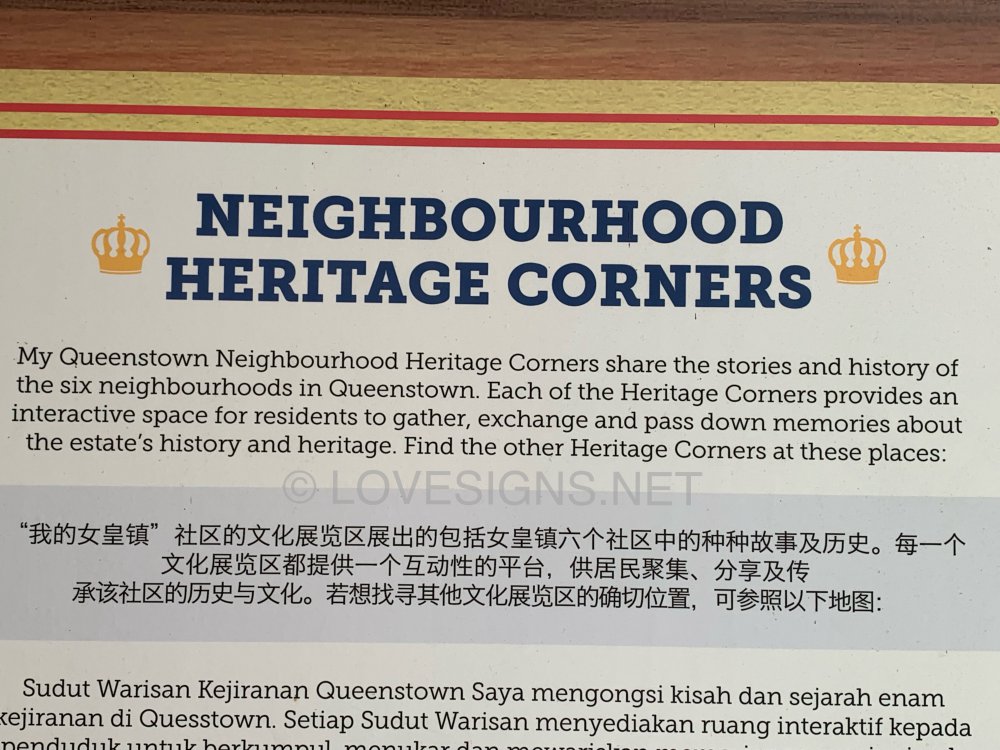 NEIGHBOURHOOD
HERITAGE CORNERS
My Queenstown Neighbourhood Heritage Corners share the stories and history of
the six neighbourhoods in Queenstown. Each of the Heritage Corners provides an
interactive space for residents to gather, exchange and pass down memories about
the estate's history and heritage. Find the other Heritage Corners at these places:
© LOVESIGNS.NET
“我的女皇镇” 社区的文化展览区展出的包括女皇镇六个社区中的种种故事及历史。每一个
文化展览区都提供一个互动性的平台，供居民聚集、分享及传
承该社区的历史与文化。若想找寻其他文化展览区的确切位置，可参照以下地图：
Sudut Warisan Kejiranan Queenstown Saya mengongsi kisah dan sejarah enam
kejiranan di Quesstown. Setiap Sudut Warisan menyediakan ruang interaktif kepada
penduduk untuk berkumpul, menukar dan mewariskan